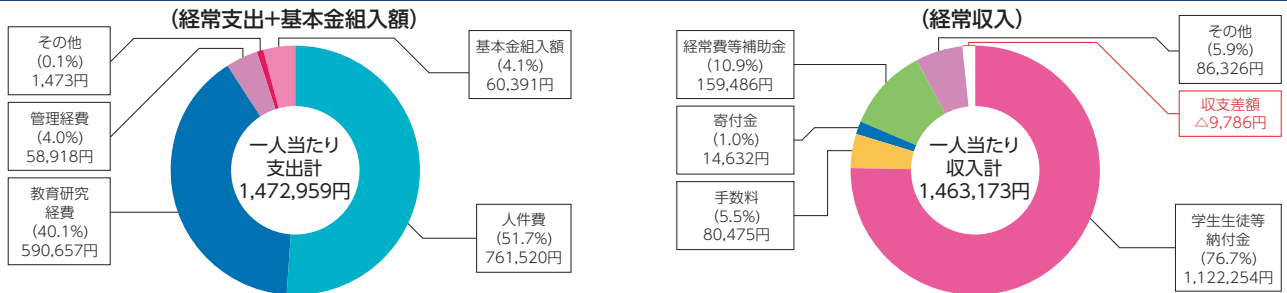 (経常支出+基本金組入額)
その他
(0.1%)
1,473円
管理経費
(4.0%)
58,918円
教育研究
経費
(40.1%)
590,657円
一人当たり
支出計
1,472,959円
基本金組入額
(4.1%)
60,391円
人件費
(51.7%)
761,520円
(経常収入)
経常費等補助金
(10.9%)
159,486円
寄付金
(1.0%)
14,632円
手数料
(5.5%)
80,475円
一人当たり
収入計
1,463,173円
その他
(5.9%)
86,326円
収支差額
△9,786円
学生生徒等
納付金
(76.7%)
1,122,254円